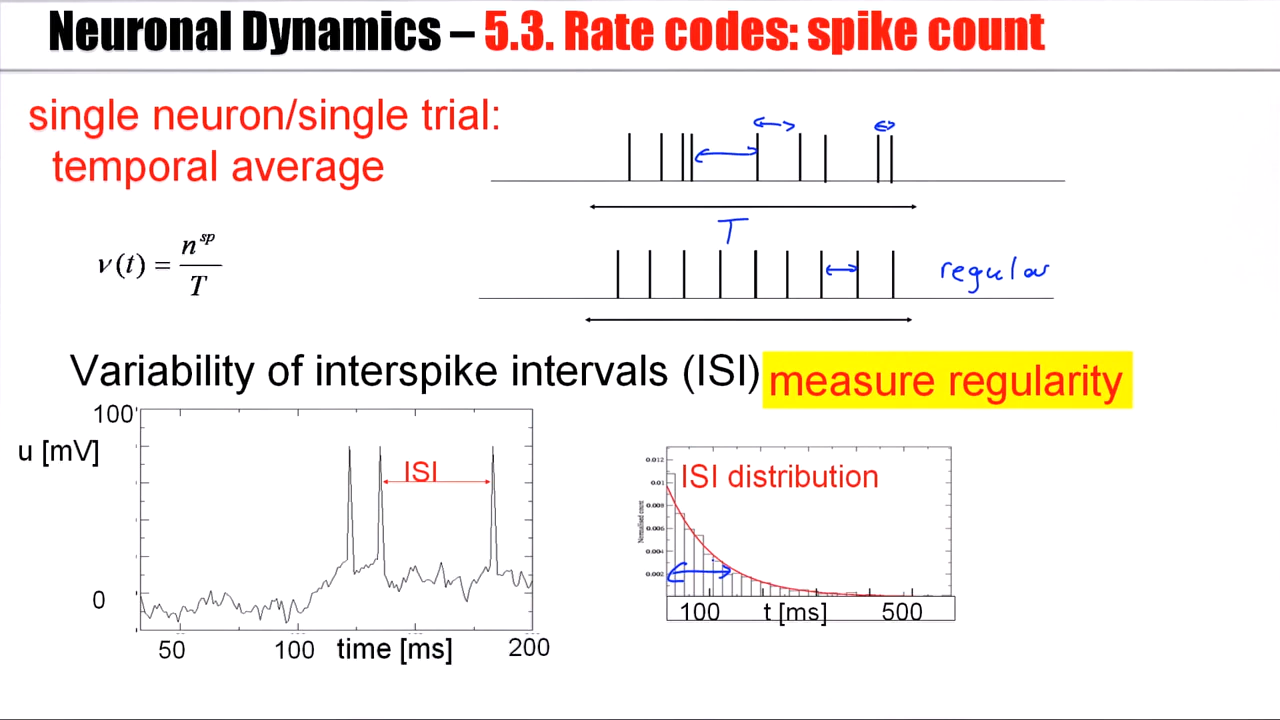 Neuronal Dynamics – 5.3. Rate codes: spike count
single neuron/single trial:
temporal average
T
ν(t) = n^sp / T
regular
Variability of interspike intervals (ISI)
measure regularity
100
u [mV]
ISI
0
50
100
time [ms]
200
ISI distribution
0.012
0.01
0.008
0.006
0.004
0.002
Normalised count
100
t [ms]
500